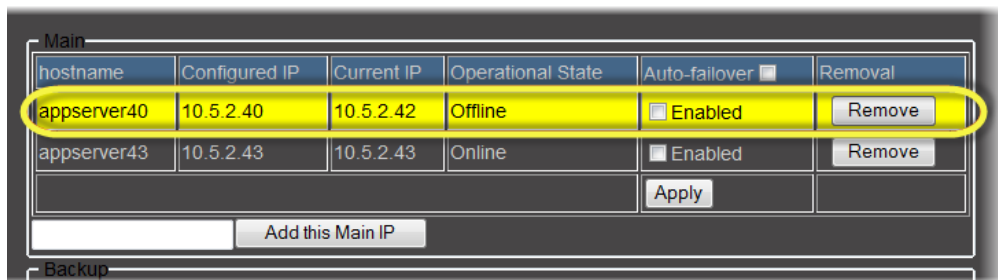 Main
hostname Configured IP Current IP Operational State Auto-failover Removal
appserver40 10.5.2.40 10.5.2.42 Offline Enabled Remove
appserver43 10.5.2.43 10.5.2.43 Online Enabled Remove
Apply
Add this Main IP
Backup